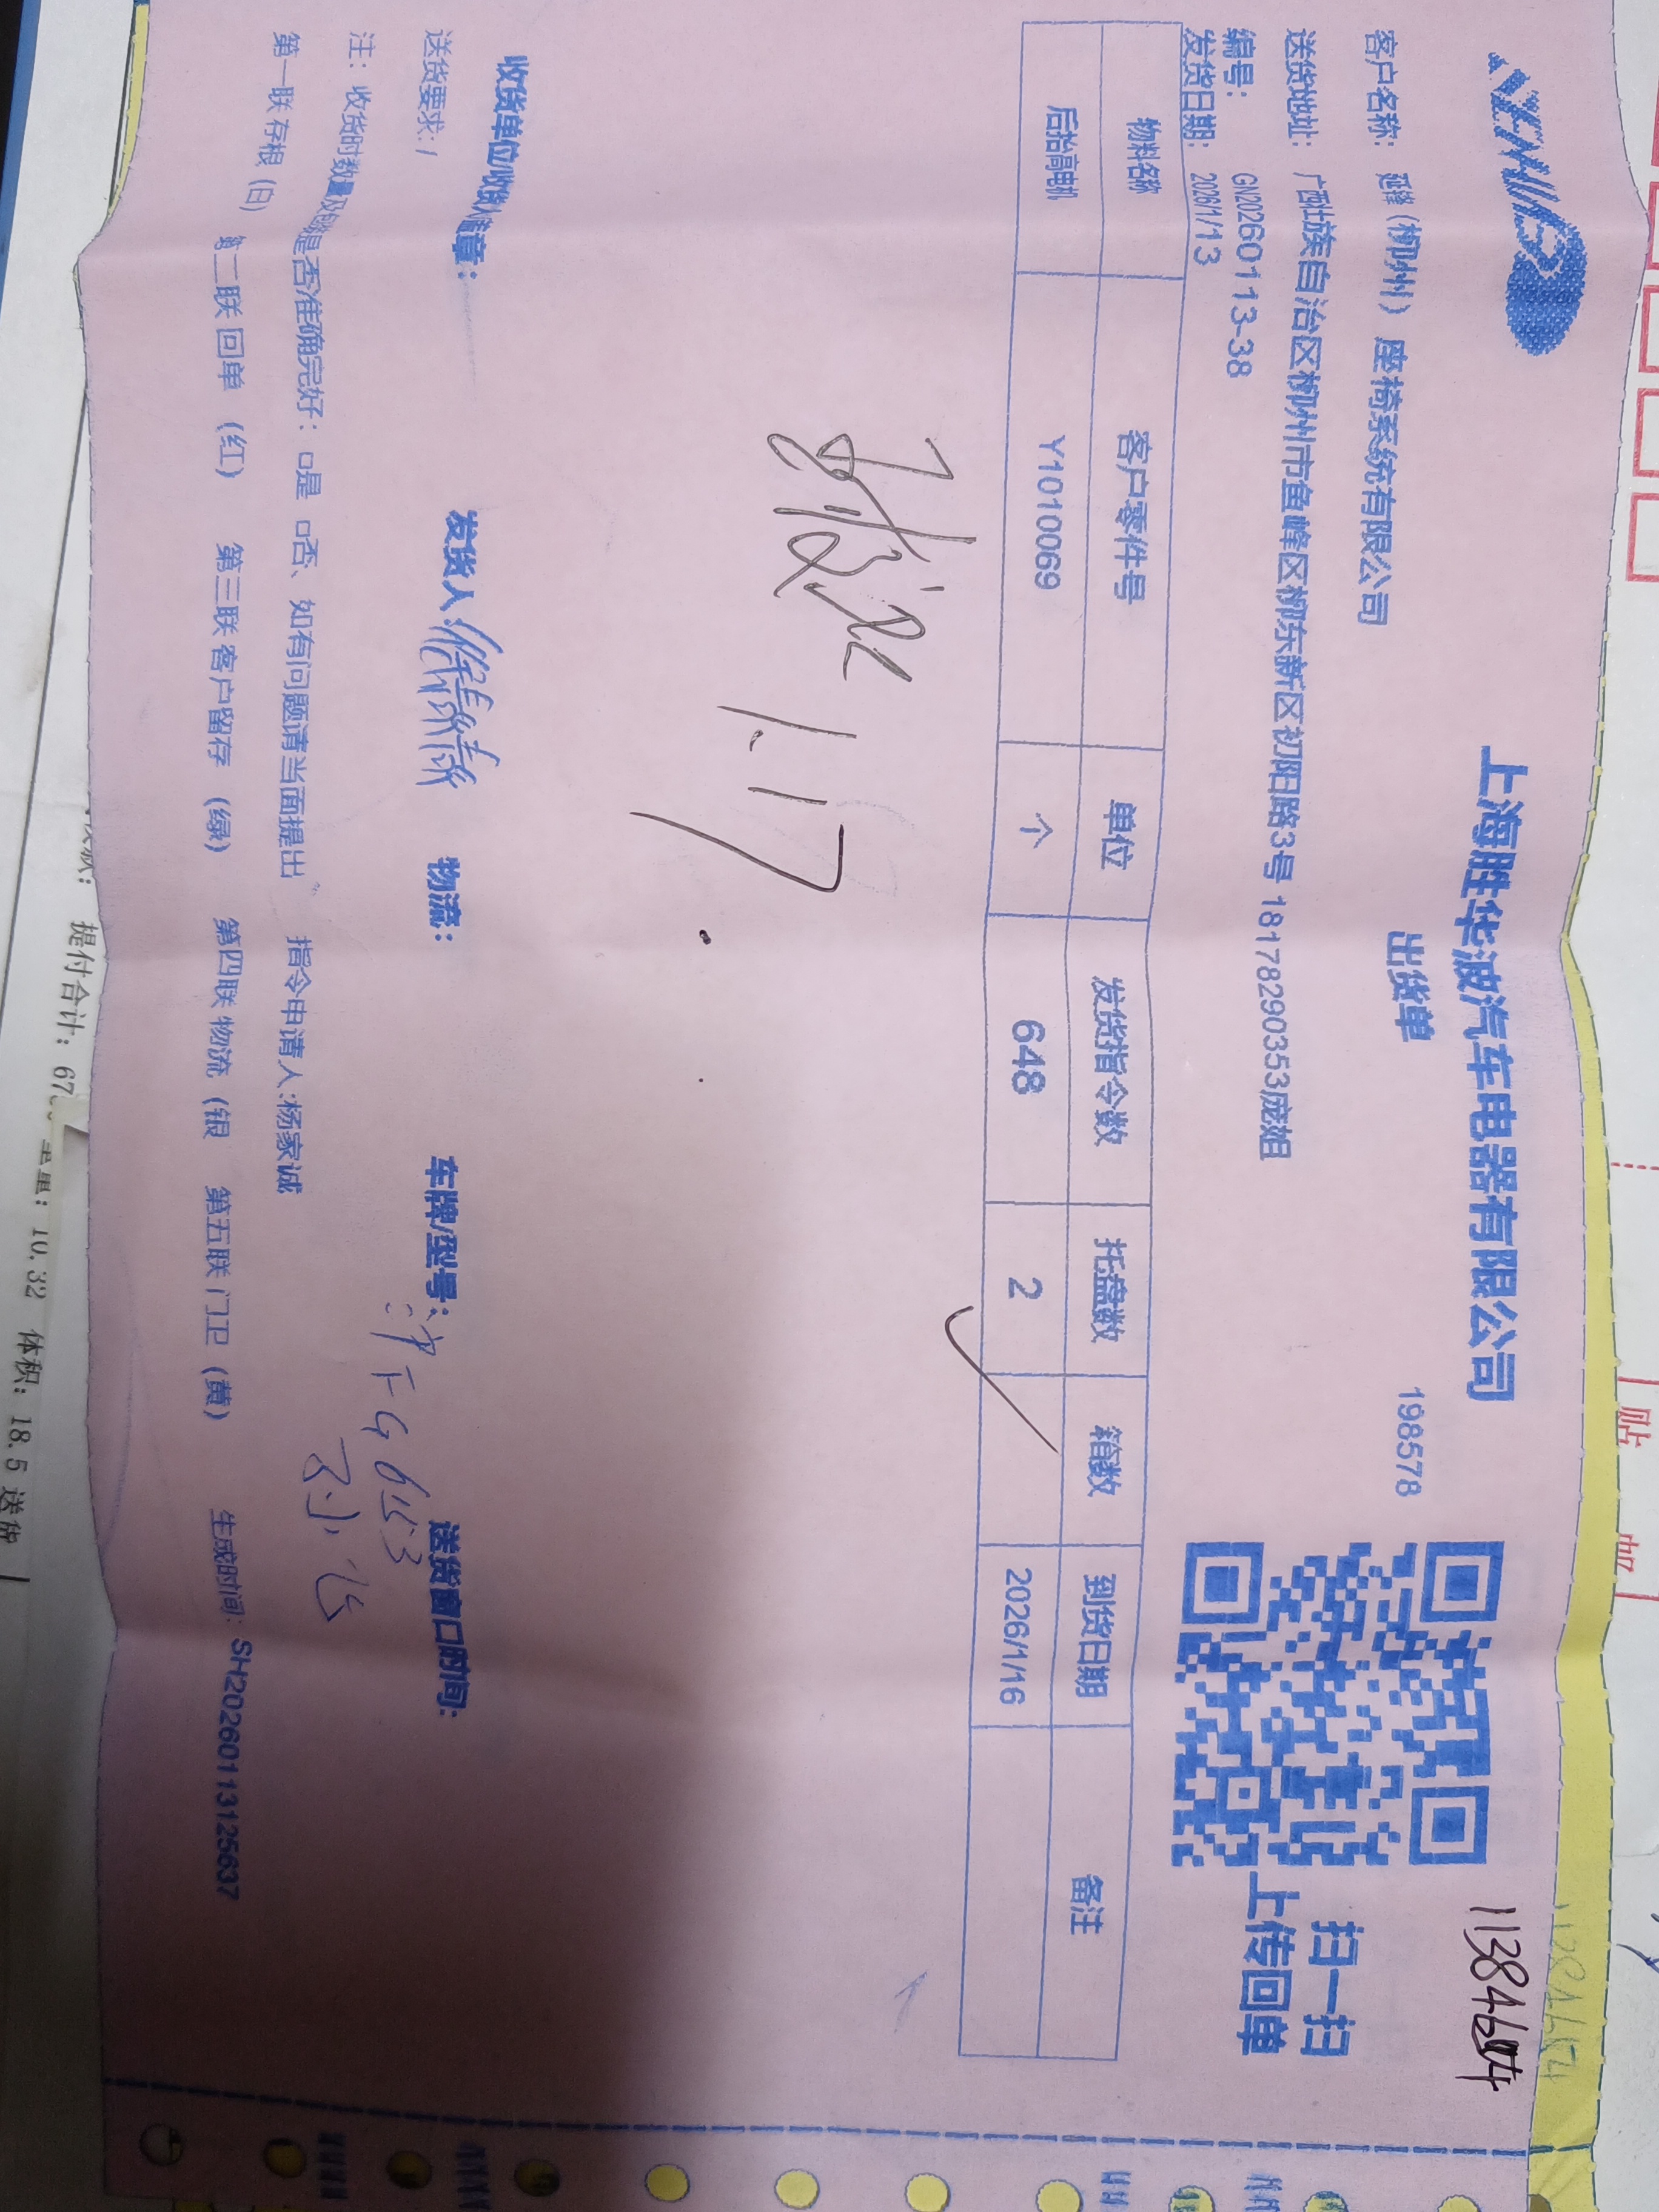 上海胜华波汽车电器有限公司
出货单
198578
扫一扫
上传回单
客户名称： 延锋（柳州）座椅系统有限公司
送货地址： 广西壮族自治区柳州市鱼峰区柳东新区初阳路3号 18178290353庞姐
编号： GN20260113-38
发货日期： 2026/1/13
物料名称 客户零件号 单位 发货指令数 托盘数 箱数 到货日期 备注
后抬高电机 Y1010069 个 648 2 2026/1/16
1.17
收货单位/收货人/盖章： 发货人: 物流： 车牌/型号: 送货窗口时间:
送货要求: /
注： 收货时数量及包装是否准确完好：□是 □否、如有问题请当面提出、 指令申请人:杨家诚
第一联 存根（白） 第二联 回单（红） 第三联 客户留存（绿） 第四联 物流（银 第五联 门卫（黄） 生成时间: SH20260113125637
提付合计: 67
10.32 体积: 18.5 送货
贴